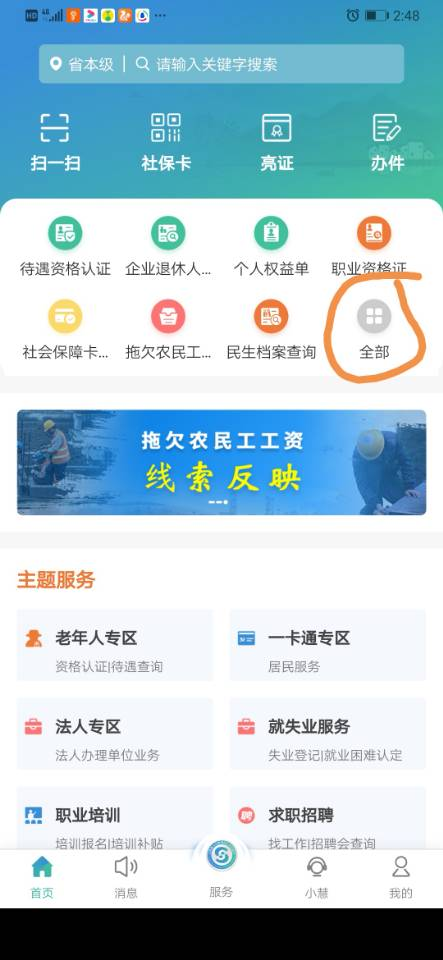 HD 4G 2:48
省本级 | 请输入关键字搜索
扫一扫 社保卡 亮证 办件
待遇资格认证 企业退休人... 个人权益单 职业资格证...
社会保障卡... 拖欠农民工... 民生档案查询 全部
拖欠农民工工资
线索反映
主题服务
老年人专区 一卡通专区
资格认证|待遇查询 居民服务
法人专区 就失业服务
法人办理单位业务 失业登记|就业困难认定
职业培训 聘 求职招聘
培训报名|培训补贴 找工作|招聘会查询
首页 消息 服务 小慧 我的